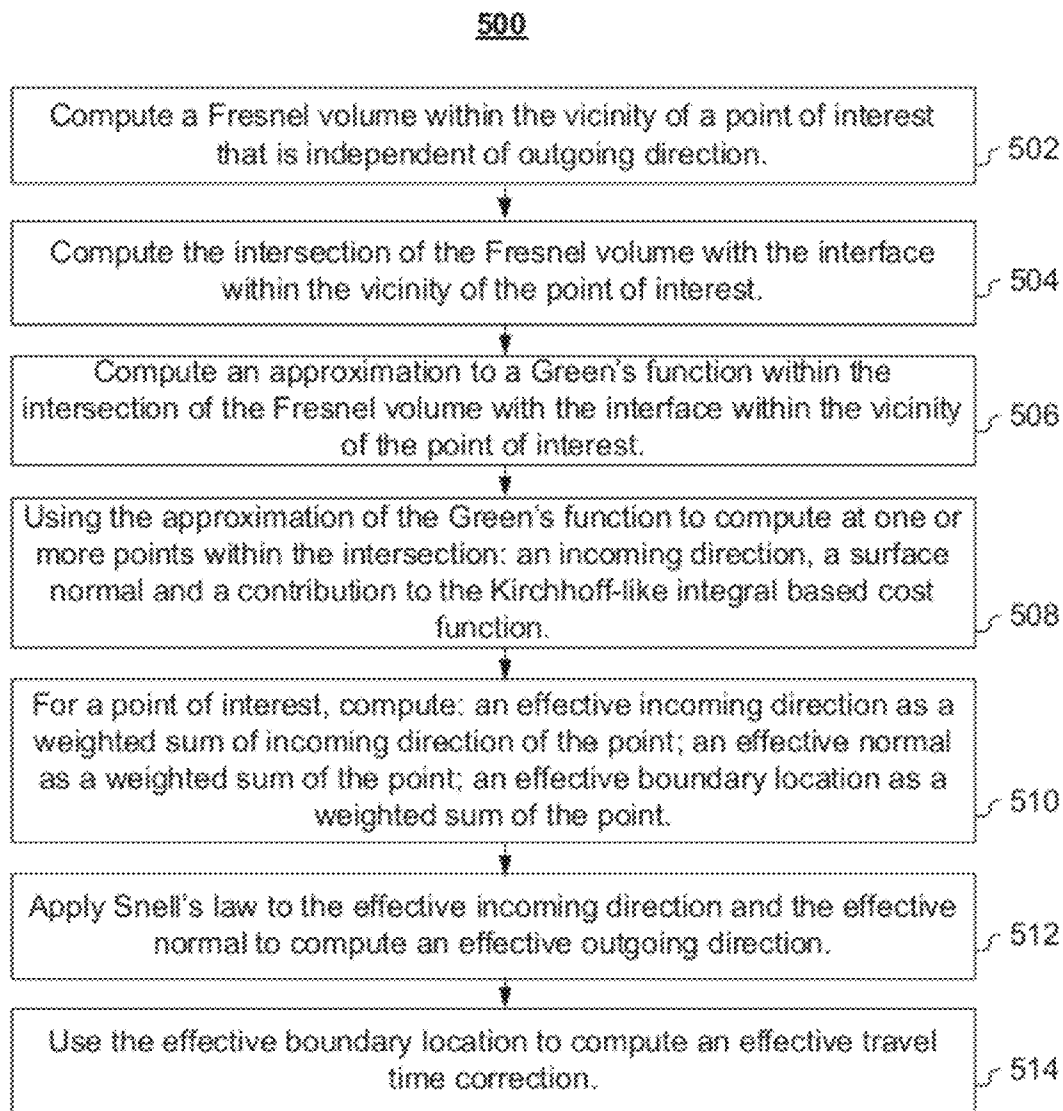 500
Compute a Fresnel volume within the vicinity of a point of interest
that is independent of outgoing direction.
502
Compute the intersection of the Fresnel volume with the interface
within the vicinity of the point of interest.
504
Compute an approximation to a Green's function within the
intersection of the Fresnel volume with the interface within the vicinity
of the point of interest.
506
Using the approximation of the Green's function to compute at one or
more points within the intersection: an incoming direction, a surface
normal and a contribution to the Kirchhoff-like integral based cost
function.
508
For a point of interest, compute: an effective incoming direction as a
weighted sum of incoming direction of the point; an effective normal
as a weighted sum of the point; an effective boundary location as a
weighted sum of the point.
510
Apply Snell's law to the effective incoming direction and the effective
normal to compute an effective outgoing direction.
512
Use the effective boundary location to compute an effective travel
time correction.
514